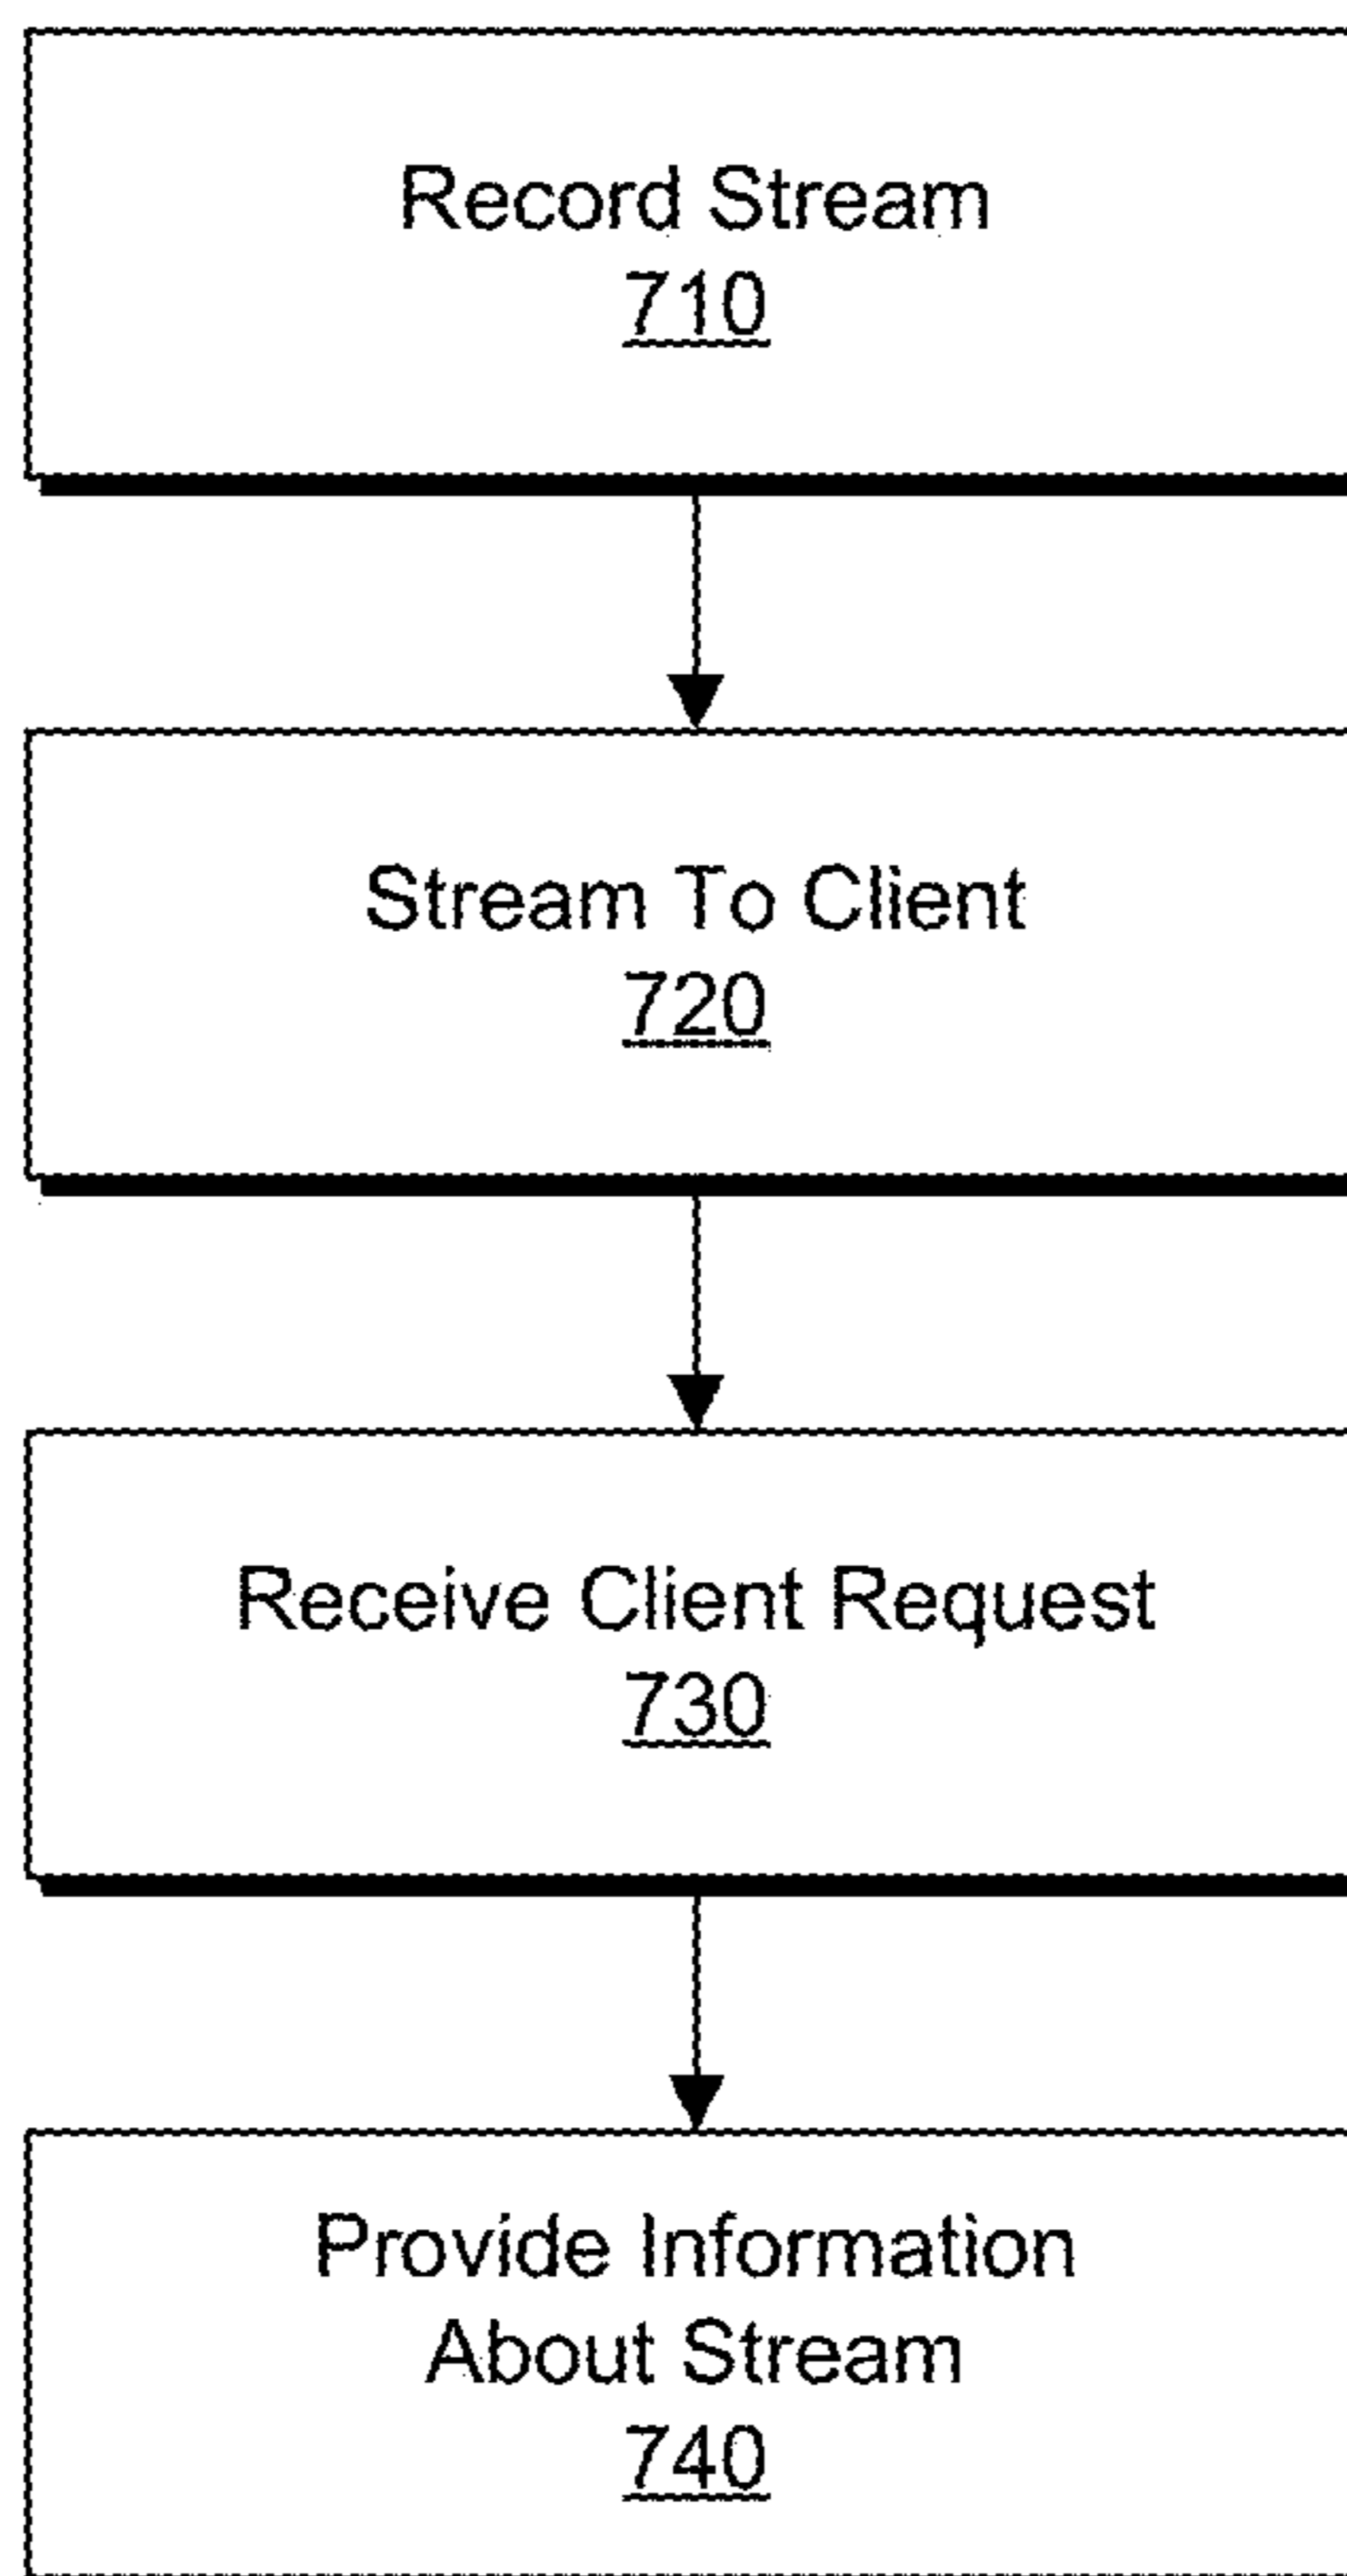 Record Stream
710
Stream To Client
720
Receive Client Request
730
Provide Information
About Stream
740